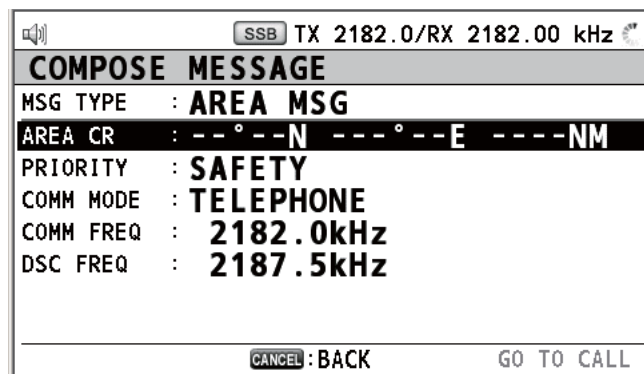 SSB TX 2182.0/RX 2182.00 kHz
COMPOSE MESSAGE
MSG TYPE : AREA MSG
AREA CR : --°--N ---°--E ----NM
PRIORITY : SAFETY
COMM MODE : TELEPHONE
COMM FREQ : 2182.0kHz
DSC FREQ : 2187.5kHz
CANCEL : BACK GO TO CALL